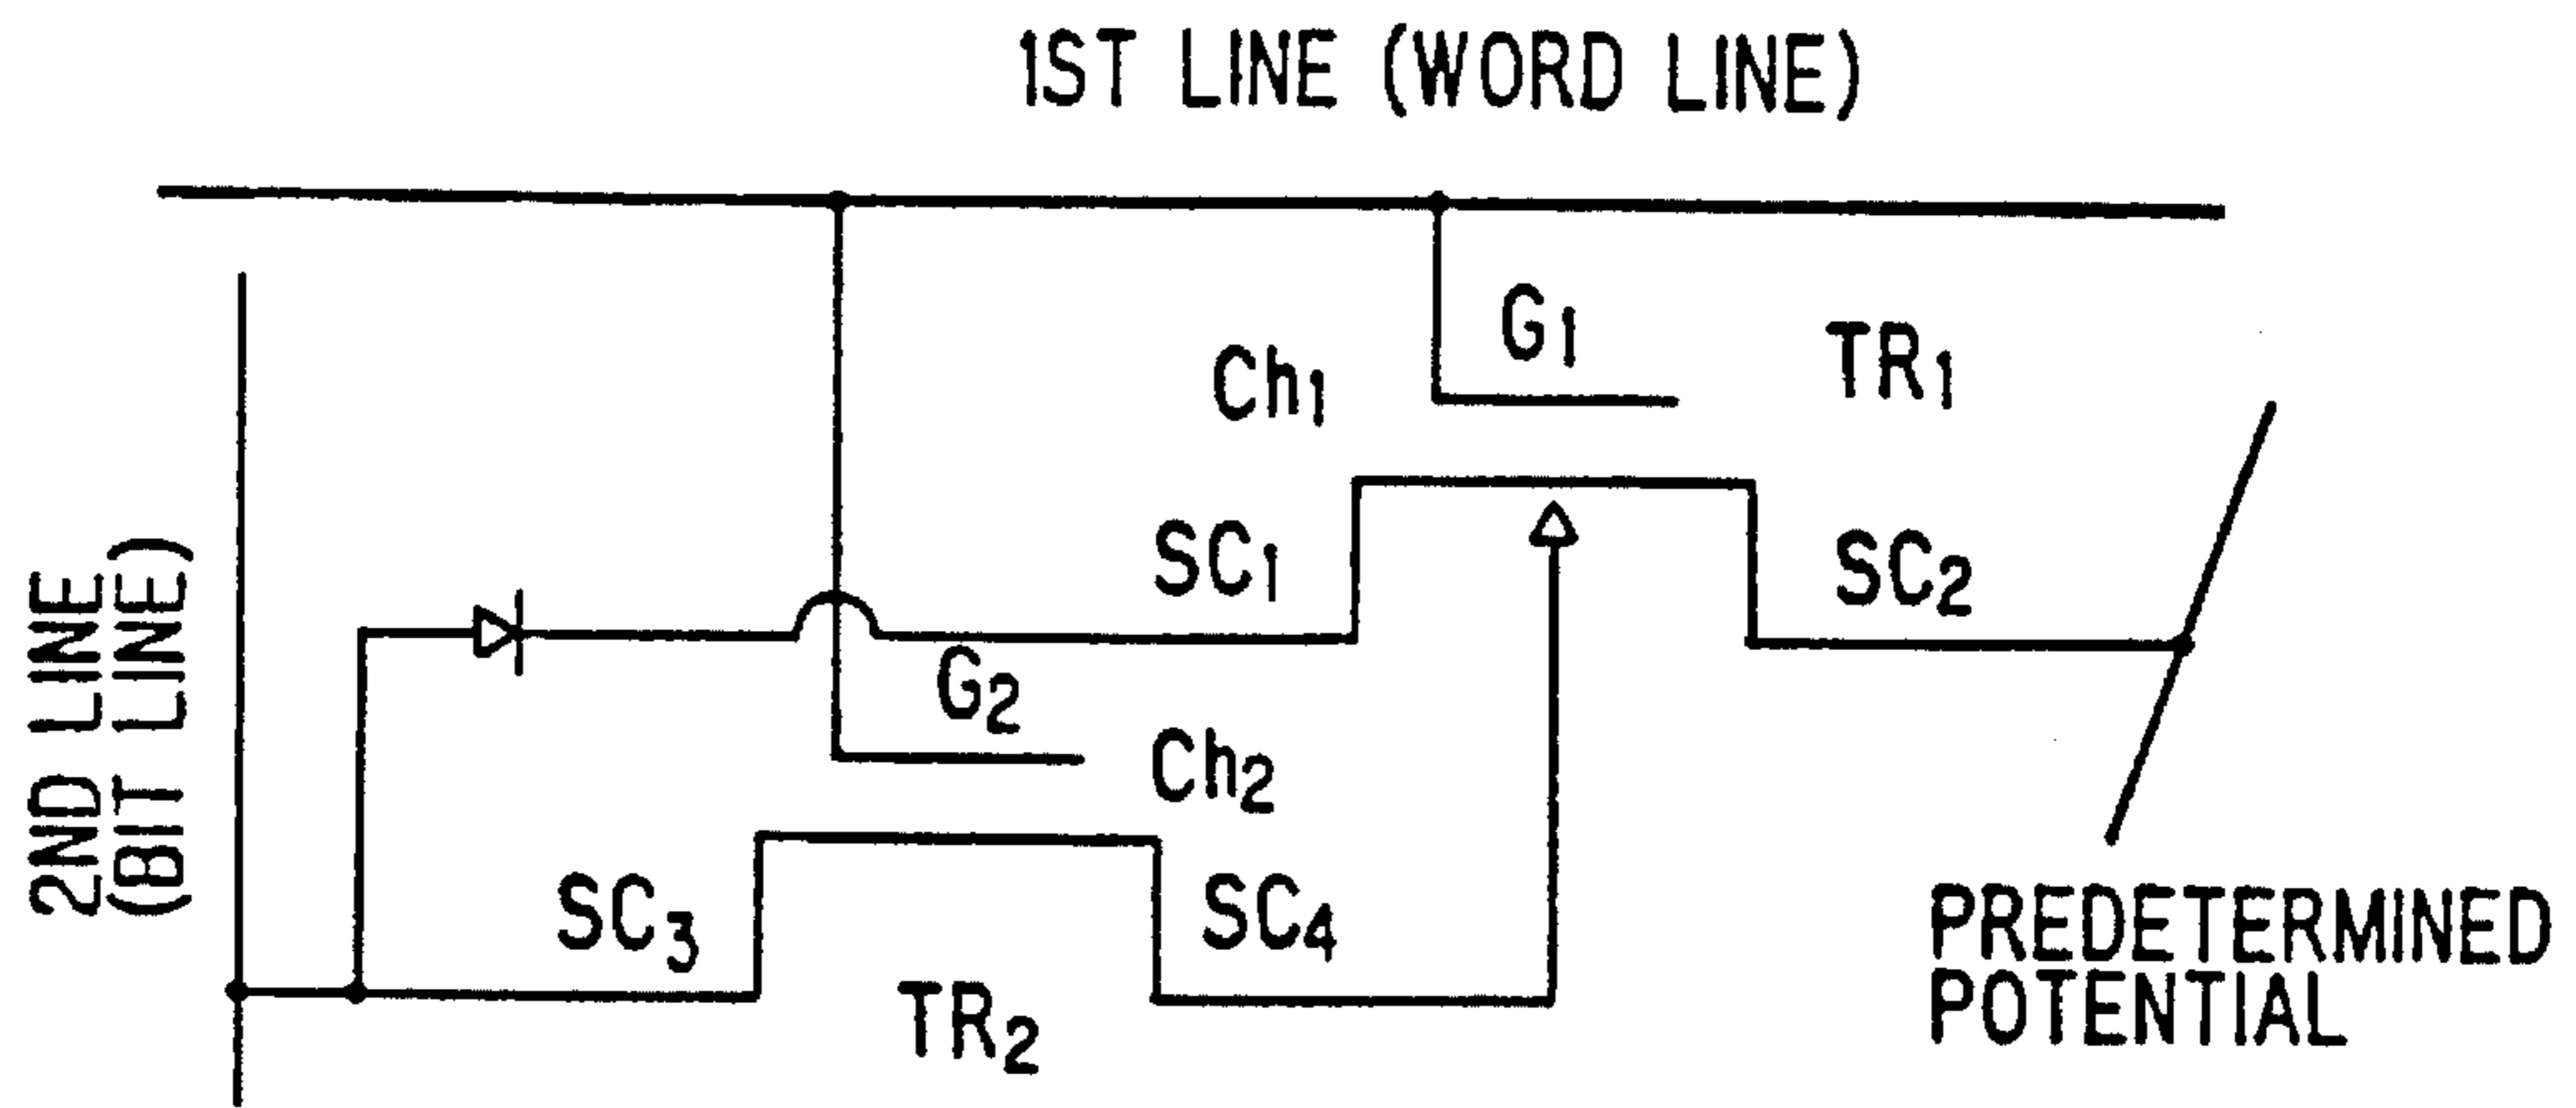 1ST LINE (WORD LINE)
G1
TR1
Ch1
SC1
SC2
2ND LINE
(BIT LINE)
G2
Ch2
SC3
SC4
TR2
PREDETERMINED
POTENTIAL